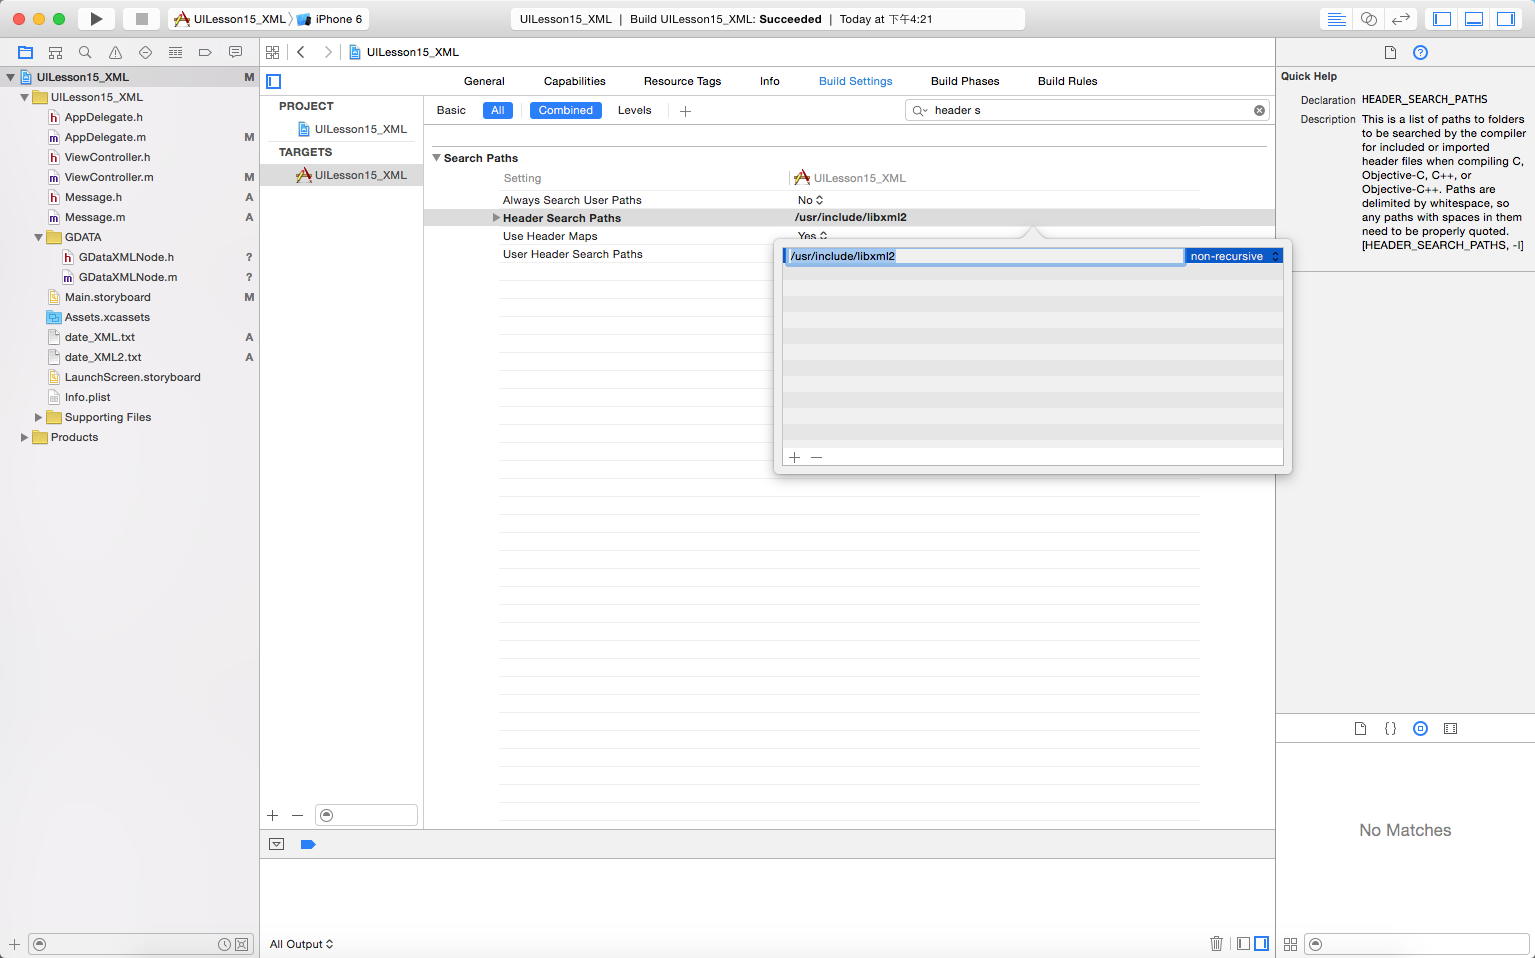 UILesson15_XML
iPhone 6
UILesson15_XML | Build UILesson15_XML: Succeeded | Today at 下午4:21
UILesson15_XML M
UILesson15_XML
AppDelegate.h
AppDelegate.m M
ViewController.h
ViewController.m M
Message.h A
Message.m A
GDATA
GDataXMLNode.h ?
GDataXMLNode.m ?
Main.storyboard M
Assets.xcassets
date_XML.txt A
date_XML2.txt A
LaunchScreen.storyboard
Info.plist
Supporting Files
Products
UILesson15_XML
General Capabilities Resource Tags Info Build Settings Build Phases Build Rules
PROJECT
UILesson15_XML
TARGETS
UILesson15_XML
Basic All Combined Levels
header s
Search Paths
Setting UILesson15_XML
Always Search User Paths No
Header Search Paths /usr/include/libxml2
Use Header Maps Yes
User Header Search Paths
/usr/include/libxml2 non-recursive
All Output
Quick Help
Declaration HEADER_SEARCH_PATHS
Description This is a list of paths to folders
to be searched by the compiler
for included or imported
header files when compiling C,
Objective-C, C++, or
Objective-C++. Paths are
delimited by whitespace, so
any paths with spaces in them
need to be properly quoted.
[HEADER_SEARCH_PATHS, -I]
No Matches